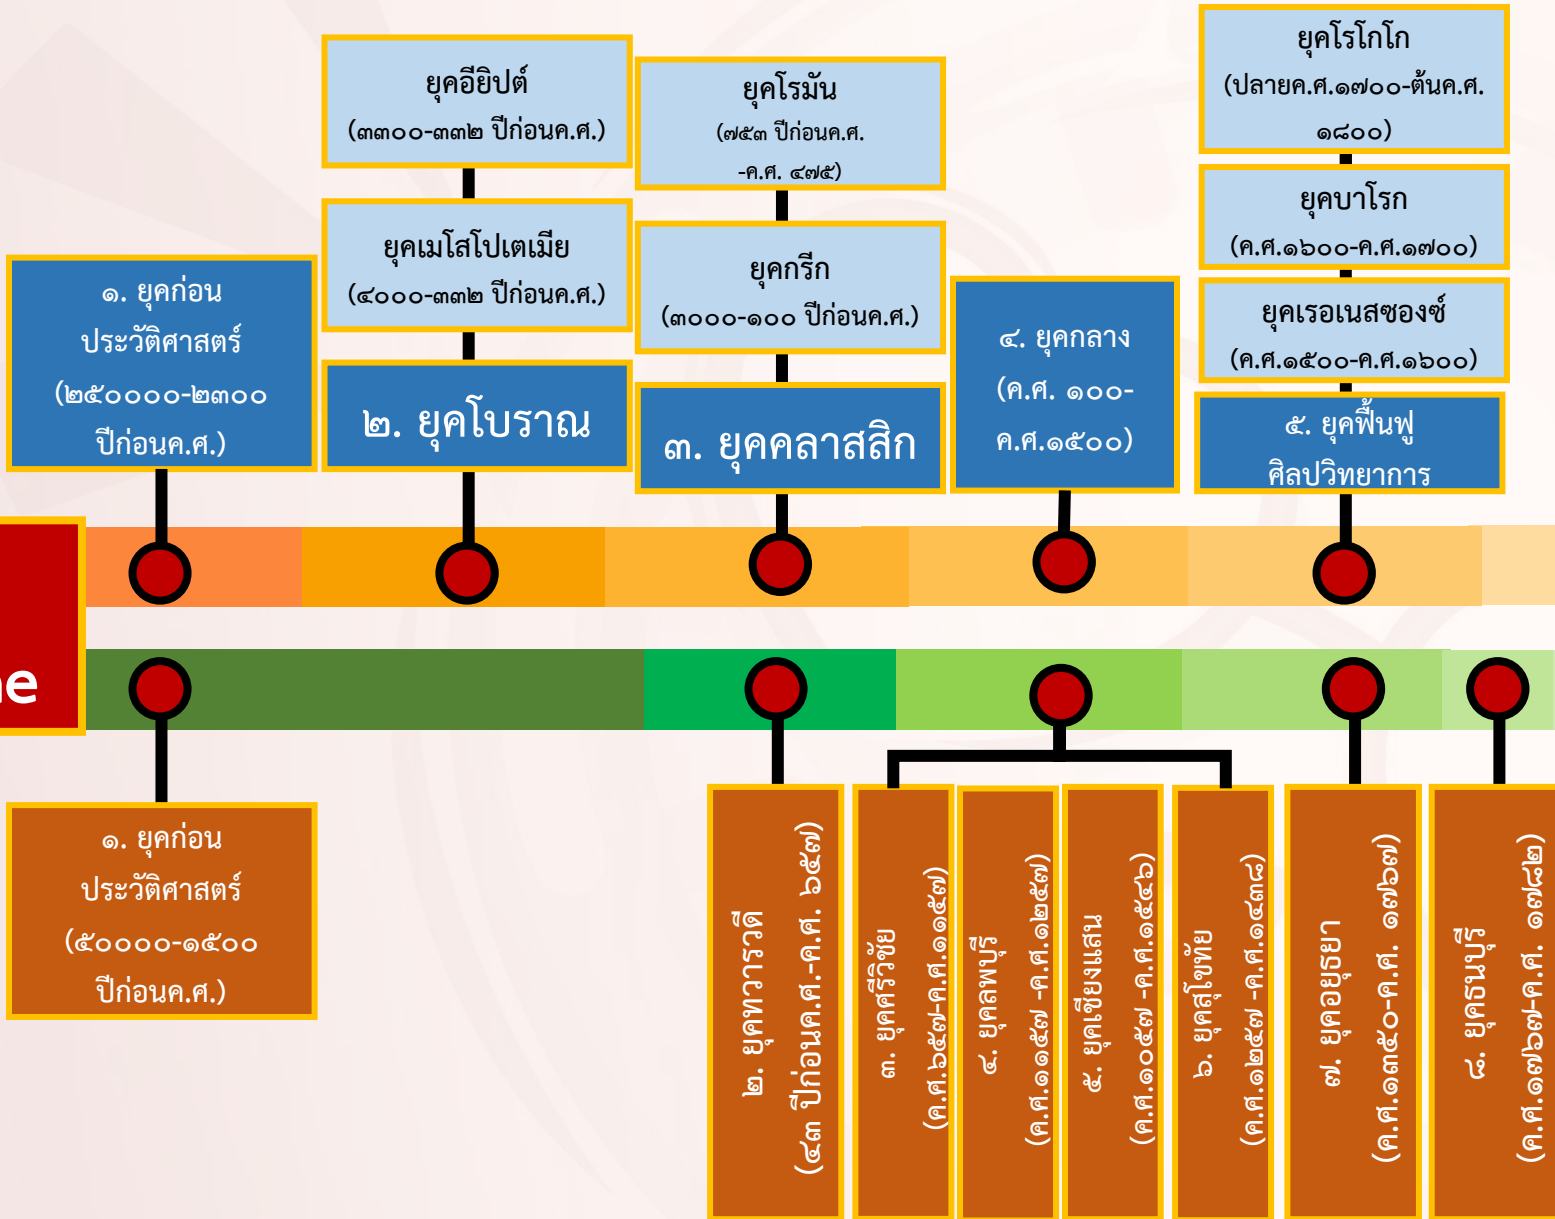 ยุคอียิปต์
(๓๓๐๐-๓๓๒ ปีก่อนค.ศ.)
ยุคโรมัน
(๗๕๓ ปีก่อนค.ศ.
-ค.ศ. ๔๗๕)
ยุคโรโกโก
(ปลายค.ศ.๑๗๐๐-ต้นค.ศ.
๑๘๐๐)
ยุคเมโสโปเตเมีย
(๔๐๐๐-๓๓๒ ปีก่อนค.ศ.)
ยุคกรีก
(๓๐๐๐-๑๐๐ ปีก่อนค.ศ.)
ยุคบาโรก
(ค.ศ.๑๖๐๐-ค.ศ.๑๗๐๐)
ยุคเรอเนสซองซ์
(ค.ศ.๑๕๐๐-ค.ศ.๑๖๐๐)
๑. ยุคก่อน
ประวัติศาสตร์
(๒๕๐๐๐๐-๒๓๐๐
ปีก่อนค.ศ.)
๒. ยุคโบราณ
๓. ยุคคลาสสิก
๔. ยุคกลาง
(ค.ศ. ๑๐๐-
ค.ศ.๑๕๐๐)
๕. ยุคฟื้นฟู
ศิลปวิทยาการ
๑. ยุคก่อน
ประวัติศาสตร์
(๕๐๐๐๐-๑๕๐๐
ปีก่อนค.ศ.)
๒. ยุคทวารวดี
(๔๓ ปีก่อนค.ศ.-ค.ศ. ๖๕๗)
๓. ยุคศรีวิชัย
(ค.ศ.๖๕๗-ค.ศ.๑๑๕๗)
๔. ยุคลพบุรี
(ค.ศ.๑๑๕๗ -ค.ศ.๑๒๕๗)
๕. ยุคเชียงแสน
(ค.ศ.๑๐๕๗ -ค.ศ.๑๕๔๖)
๖. ยุคสุโขทัย
(ค.ศ.๑๒๕๗ -ค.ศ.๑๔๓๘)
๗. ยุคอยุธยา
(ค.ศ.๑๓๕๐-ค.ศ. ๑๗๖๗)
๘. ยุคธนบุรี
(ค.ศ.๑๗๖๗-ค.ศ. ๑๗๘๒)